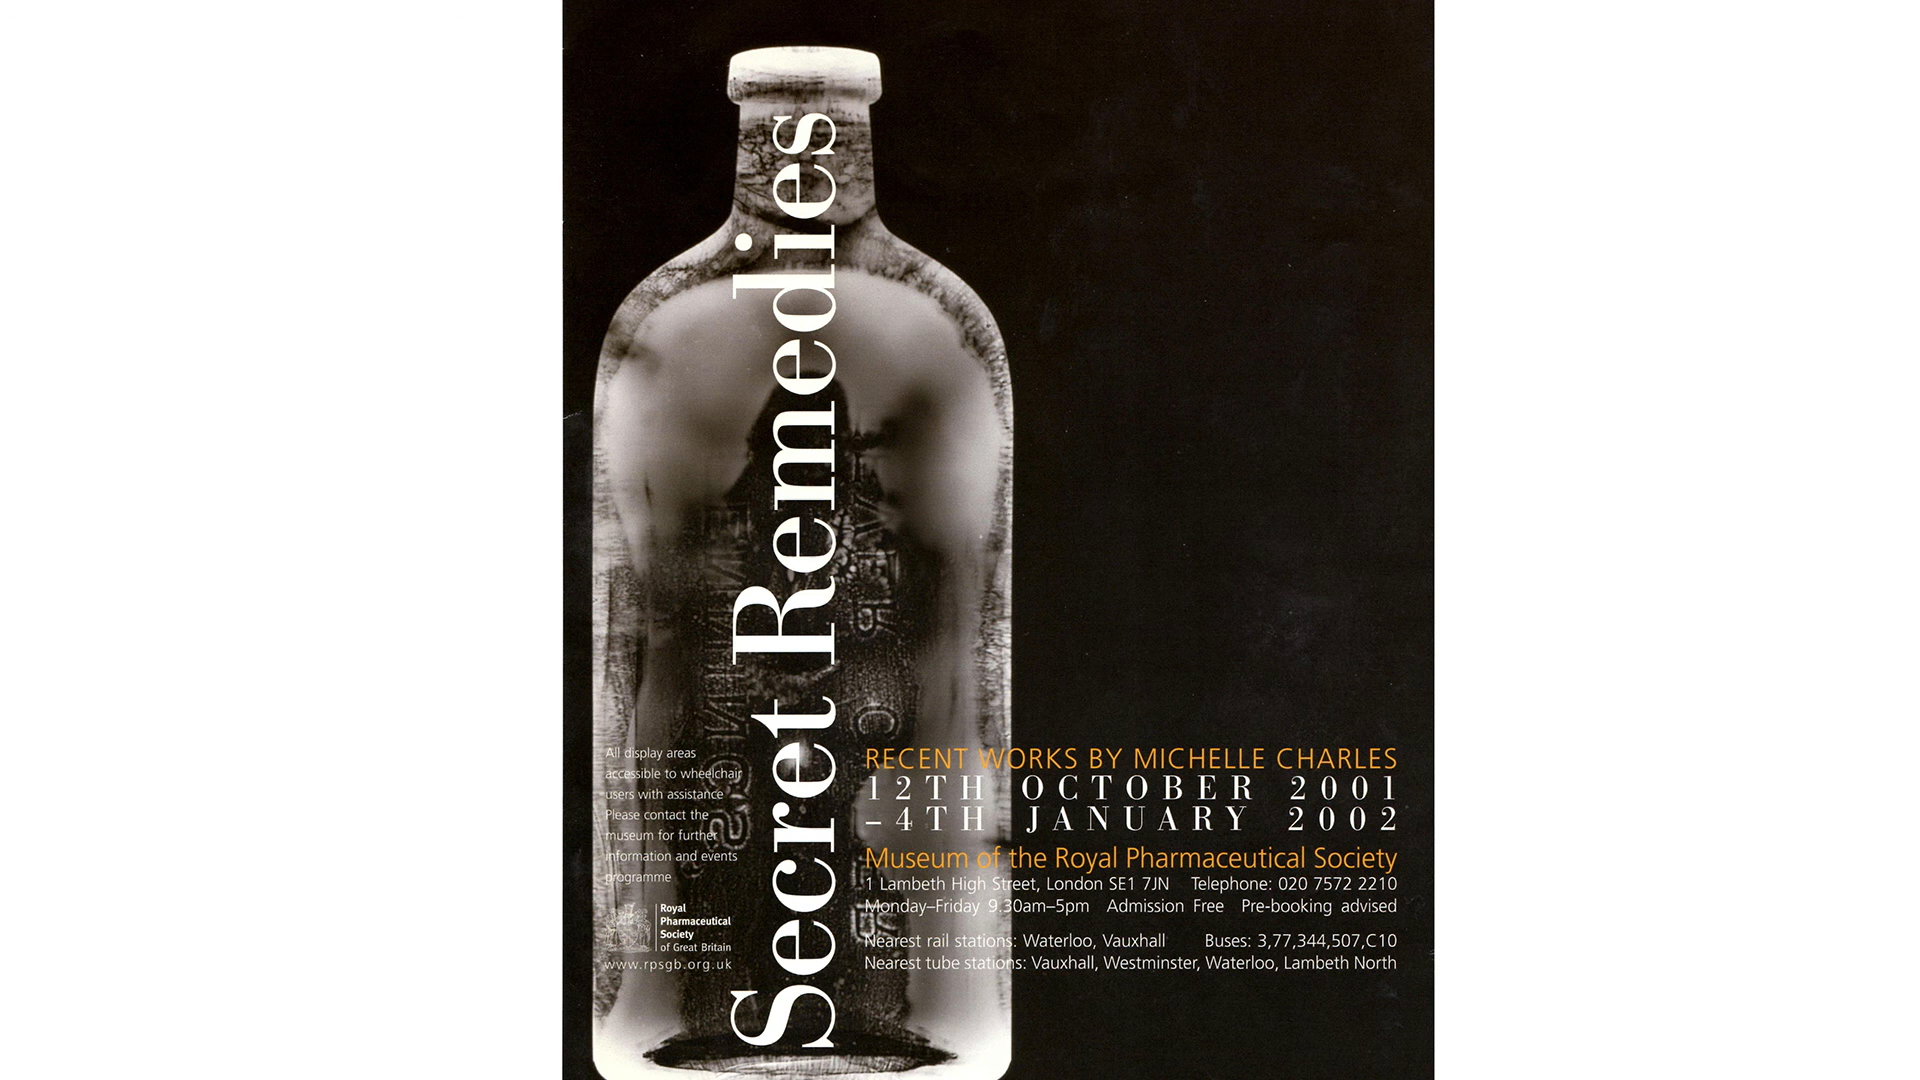 Secret Remedies
All display areas
accessible to wheelchair
users with assistance
Please contact the
museum for further
information and events
programme
Royal
Pharmaceutical
Society
of Great Britain
www.rpsgb.org.uk
RECENT WORKS BY MICHELLE CHARLES
12TH OCTOBER 2001
–4TH JANUARY 2002
Museum of the Royal Pharmaceutical Society
1 Lambeth High Street, London SE1 7JN Telephone: 020 7572 2210
Monday–Friday 9.30am–5pm Admission Free Pre-booking advised
Nearest rail stations: Waterloo, Vauxhall Buses: 3,77,344,507,C10
Nearest tube stations: Vauxhall, Westminster, Waterloo, Lambeth North